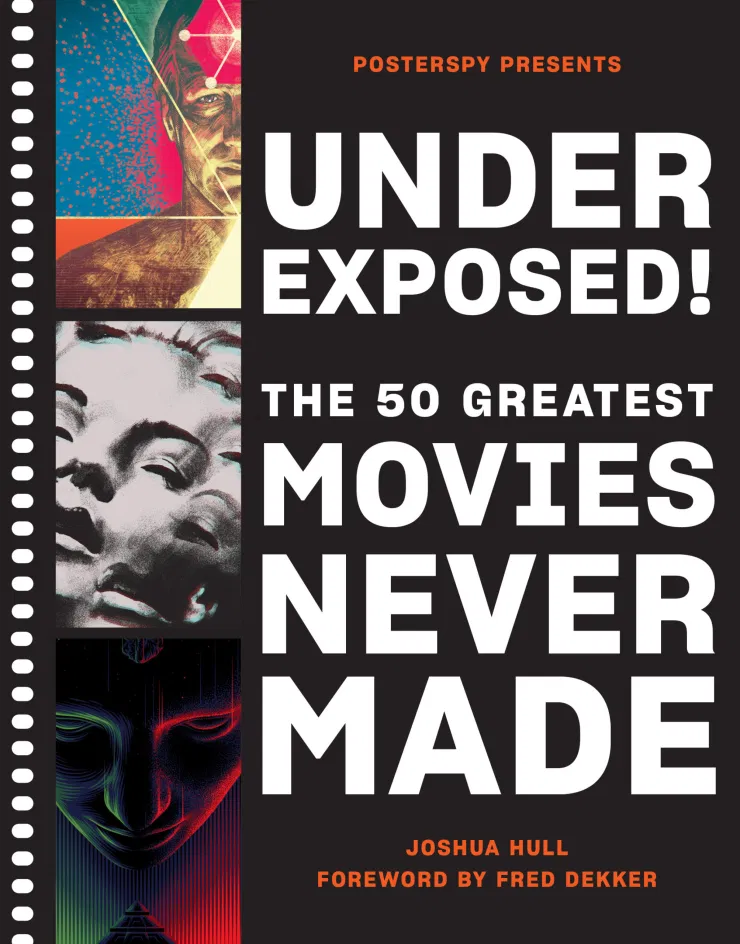 POSTERSPY PRESENTS
UNDER
EXPOSED!
THE 50 GREATEST
MOVIES
NEVER
MADE
JOSHUA HULL
FOREWORD BY FRED DEKKER